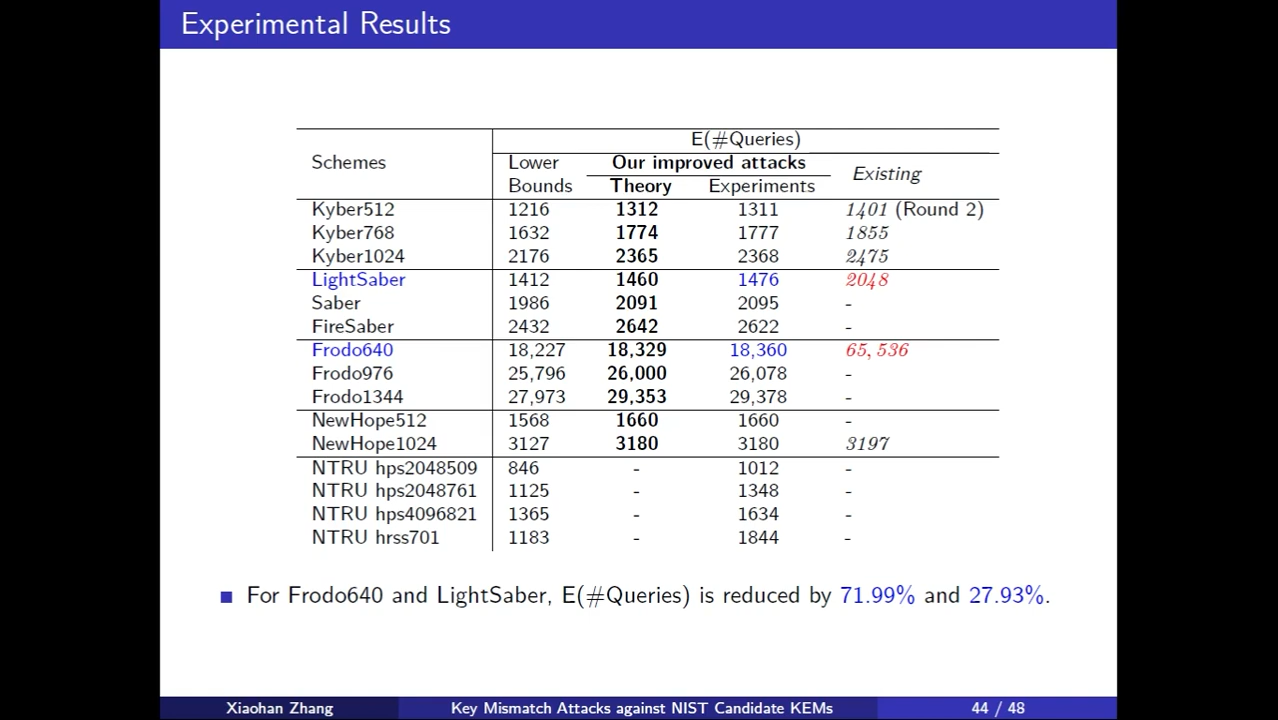 Experimental Results
E(#Queries)
Schemes Lower Bounds Our improved attacks Existing
Theory Experiments
Kyber512 1216 1312 1311 1401 (Round 2)
Kyber768 1632 1774 1777 1855
Kyber1024 2176 2365 2368 2475
LightSaber 1412 1460 1476 2048
Saber 1986 2091 2095 -
FireSaber 2432 2642 2622 -
Frodo640 18,227 18,329 18,360 65,536
Frodo976 25,796 26,000 26,078 -
Frodo1344 27,973 29,353 29,378 -
NewHope512 1568 1660 1660 -
NewHope1024 3127 3180 3180 3197
NTRU hps2048509 846 - 1012 -
NTRU hps2048761 1125 - 1348 -
NTRU hps4096821 1365 - 1634 -
NTRU hrss701 1183 - 1844 -
For Frodo640 and LightSaber, E(#Queries) is reduced by 71.99% and 27.93%.
Xiaohan Zhang Key Mismatch Attacks against NIST Candidate KEMs 44 / 48